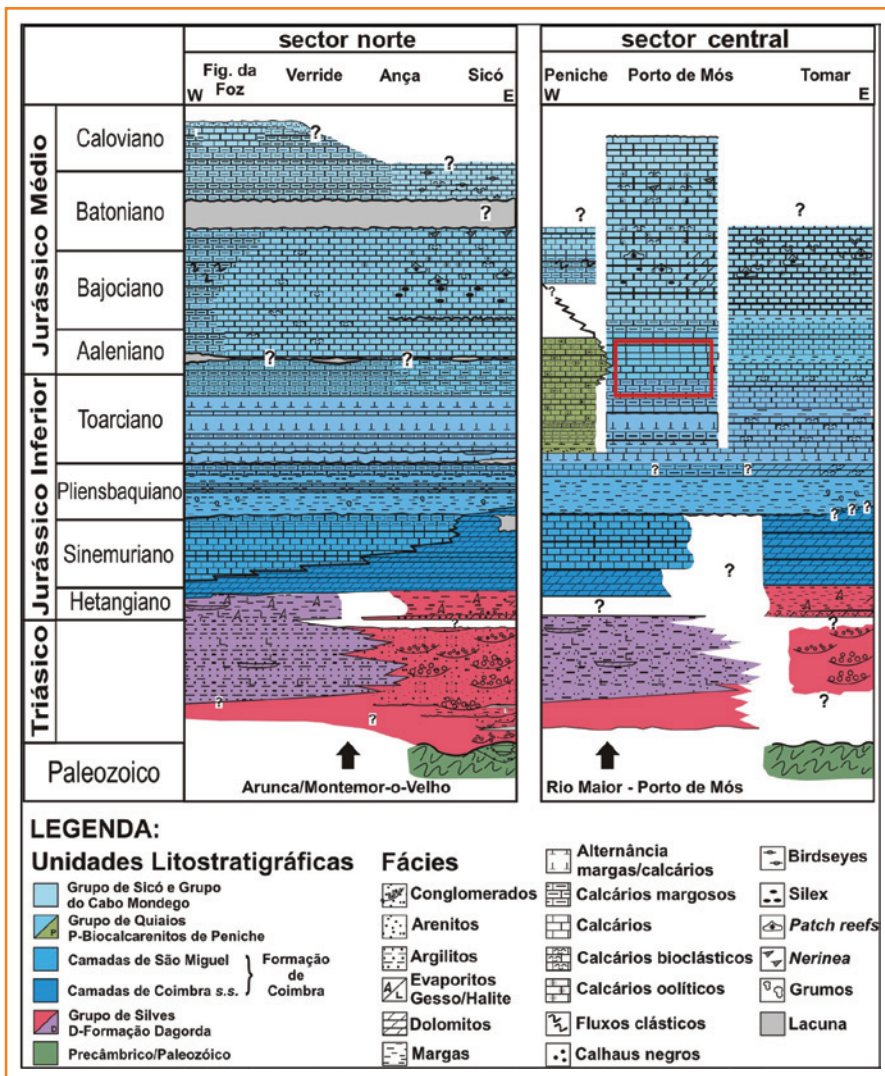 sector norte
sector central
Fig. da Foz Verride Ança Sicó
W E
Peniche Porto de Mós Tomar
W E
Jurássico Médio
Caloviano
Batoniano
Bajociano
Aaleniano
Jurássico Inferior
Toarciano
Pliensbaquiano
Sinemuriano
Hetangiano
Triásico
Paleozoico
Arunca/Montemor-o-Velho
Rio Maior - Porto de Mós
LEGENDA:
Unidades Litostratigráficas
Grupo de Sicó e Grupo
do Cabo Mondego
Grupo de Quiaios
P-Biocalcarenitos de Peniche
Camadas de São Miguel
Camadas de Coimbra s.s.
Formação
de
Coimbra
Grupo de Silves
D-Formação Dagorda
Precâmbrico/Paleozóico
Fácies
Conglomerados
Arenitos
Argilitos
Evaporitos
Gesso/Halite
Dolomitos
Margas
Alternância
margas/calcários
Calcários margosos
Calcários
Calcários bioclásticos
Calcários oolíticos
Fluxos clásticos
Calhaus negros
Birdseyes
Silex
Patch reefs
Nerinea
Grumos
Lacuna